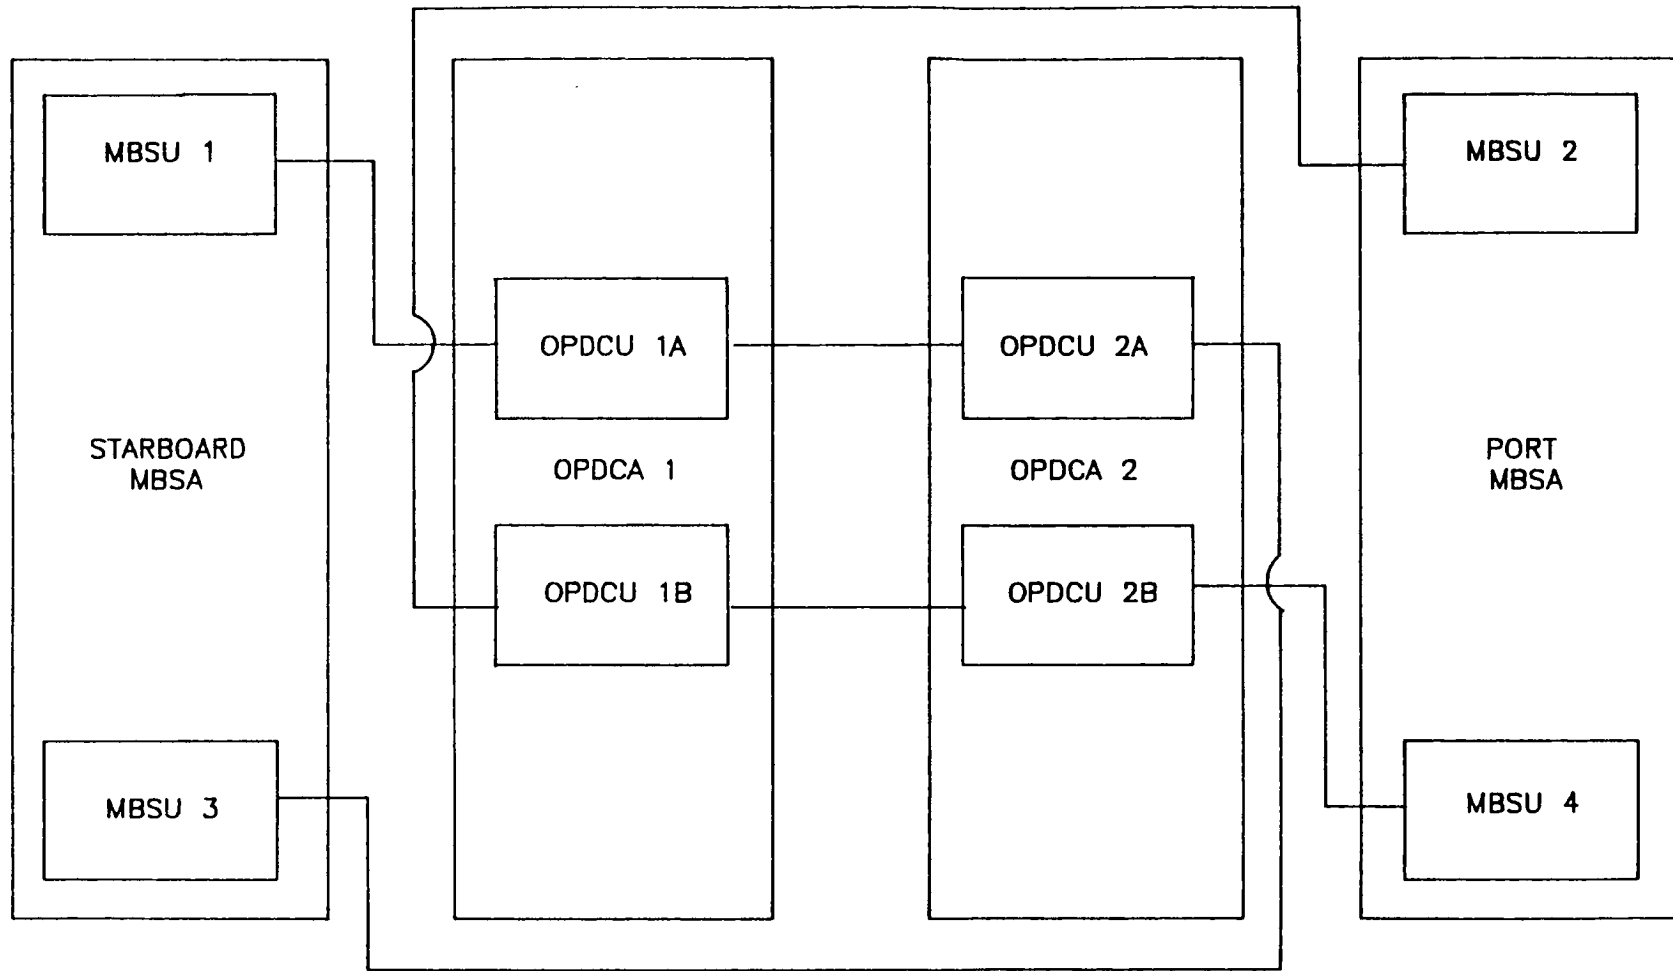 MBSU 1
MBSU 2
OPDCU 1A
OPDCU 2A
STARBOARD
MBSA
OPDCA 1
OPDCA 2
PORT
MBSA
OPDCU 1B
OPDCU 2B
MBSU 3
MBSU 4